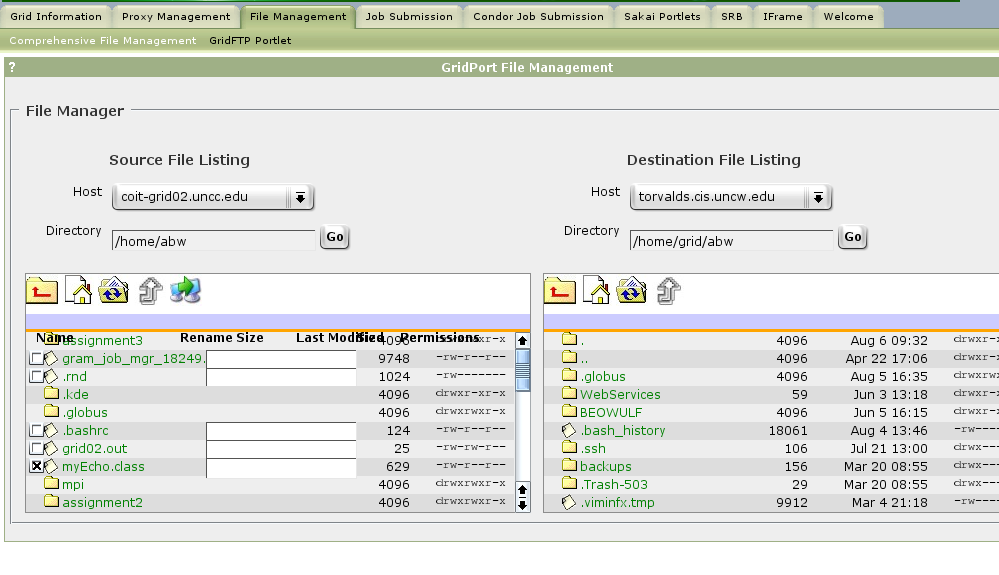 Grid Information Proxy Management File Management Job Submission Condor Job Submission Sakai Portlets SRB IFrame Welcome
Comprehensive File Management GridFTP Portlet
? GridPort File Management
File Manager
Source File Listing
Host coit-grid02.uncc.edu
Directory /home/abw Go
Name Rename Size Last Modified Permissions
assignment3 4096 drwxrwxr-x
gram_job_mgr_18249. 9748 -rw-r--r--
.rnd 1024 -rw-------
.kde 4096 drwxrwxr-x
.globus 4096 drwxrwxr-x
.bashrc 124 -rw-r--r--
grid02.out 25 -rw-r--r--
myEcho.class 629 -rw-r--r--
mpi 4096 drwxrwxr-x
assignment2 4096 drwxrwxr-x
Destination File Listing
Host torvalds.cis.uncw.edu
Directory /home/grid/abw Go
. 4096 Aug 6 09:32 drwxr-x
.. 4096 Apr 22 17:06 drwxr-x
.globus 4096 Aug 5 16:35 drwxrwx
WebServices 59 Jun 3 13:18 drwxr-x
BEOWULF 4096 Jun 5 16:15 drwxr-x
.bash_history 18061 Aug 4 13:46 -rw----
.ssh 106 Jul 21 13:00 drwx---
backups 156 Mar 20 08:55 drwxr-x
.Trash-503 29 Mar 20 08:55 drwx---
.viminfx.tmp 9912 Mar 4 21:18 -rw----